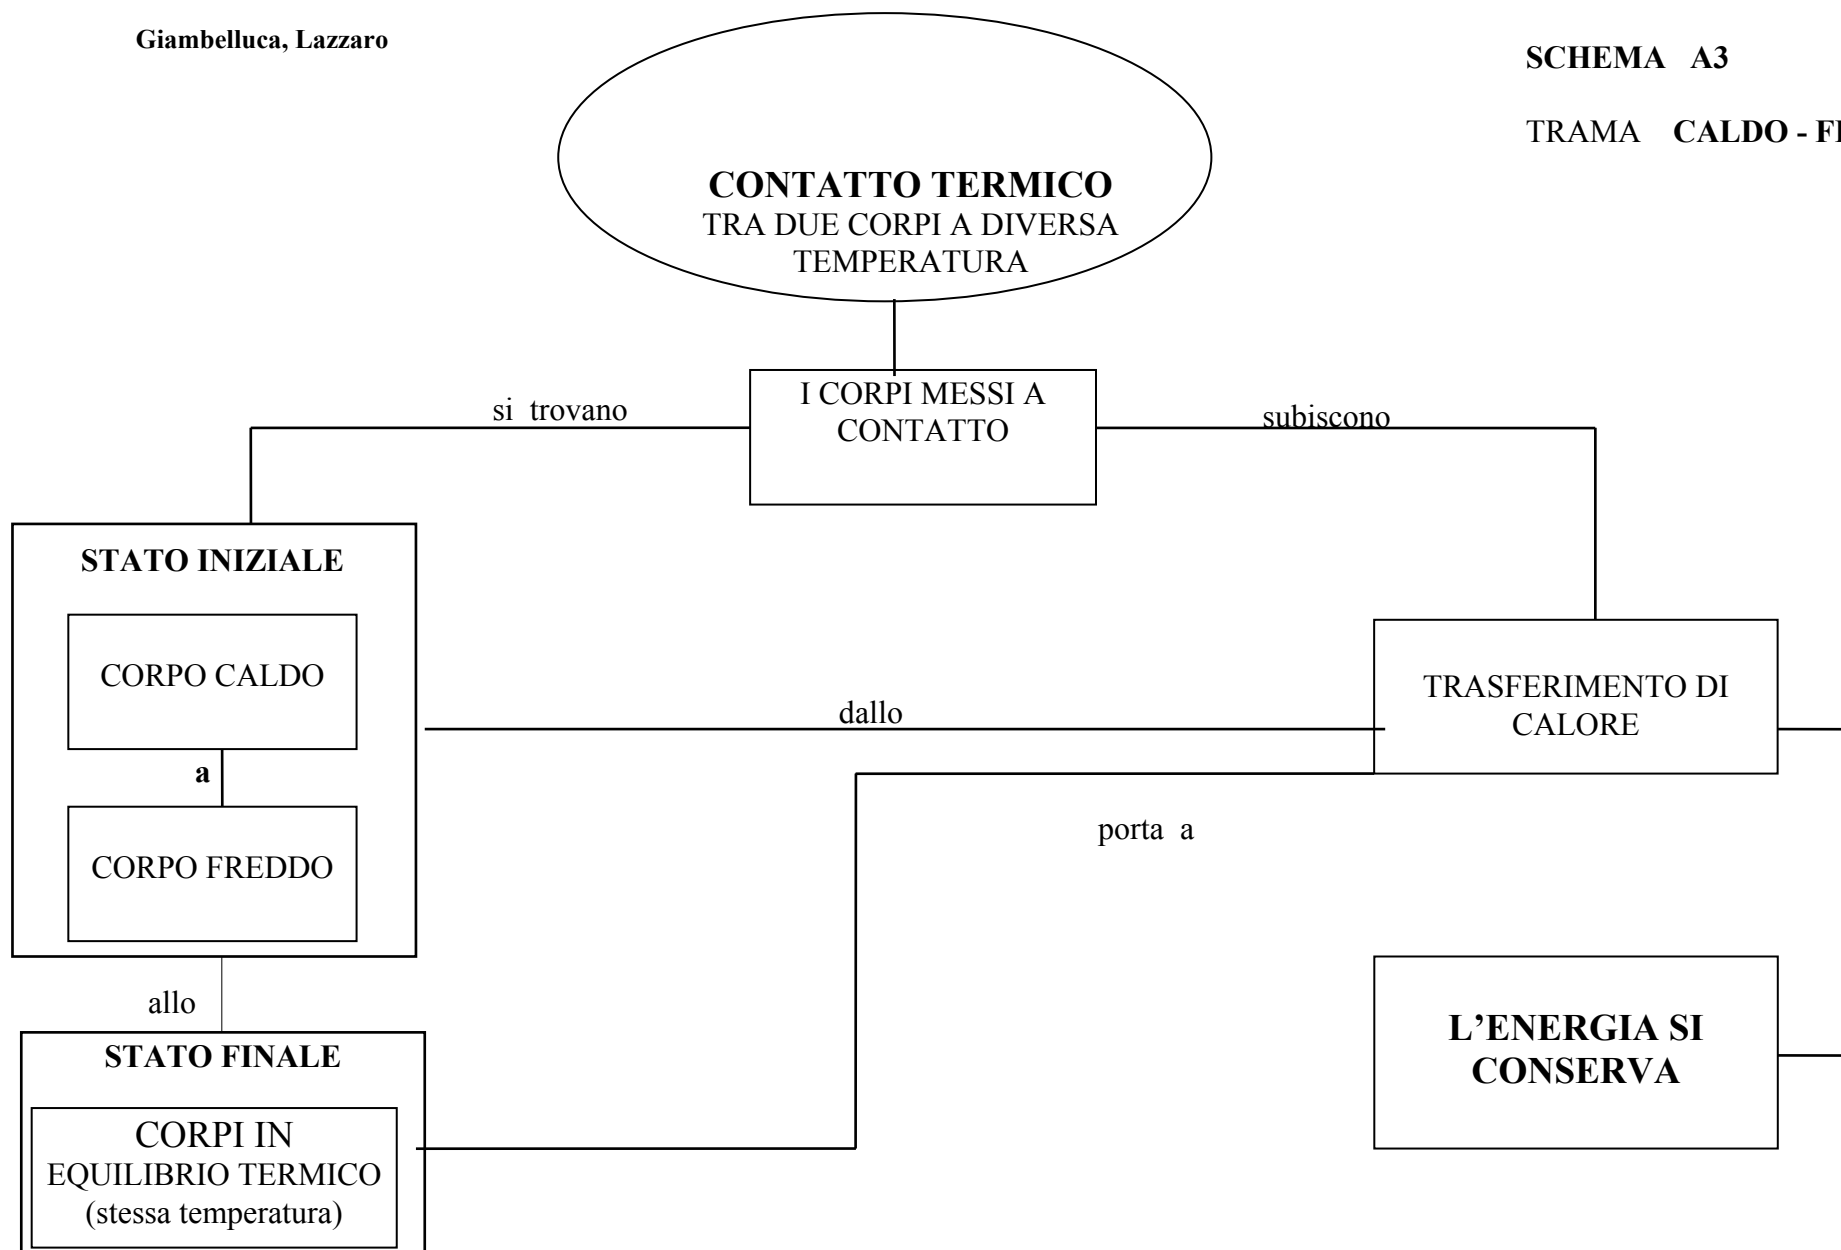 Giambelluca, Lazzaro
SCHEMA A3
TRAMA CALDO -
CONTATTO TERMICO
TRA DUE CORPI A DIVERSA
TEMPERATURA
I CORPI MESSI A
CONTATTO
si trovano
subiscono
STATO INIZIALE
CORPO CALDO
a
CORPO FREDDO
dallo
TRASFERIMENTO DI
CALORE
porta a
allo
L’ENERGIA SI
CONSERVA
STATO FINALE
CORPI IN
EQUILIBRIO TERMICO
(stessa temperatura)